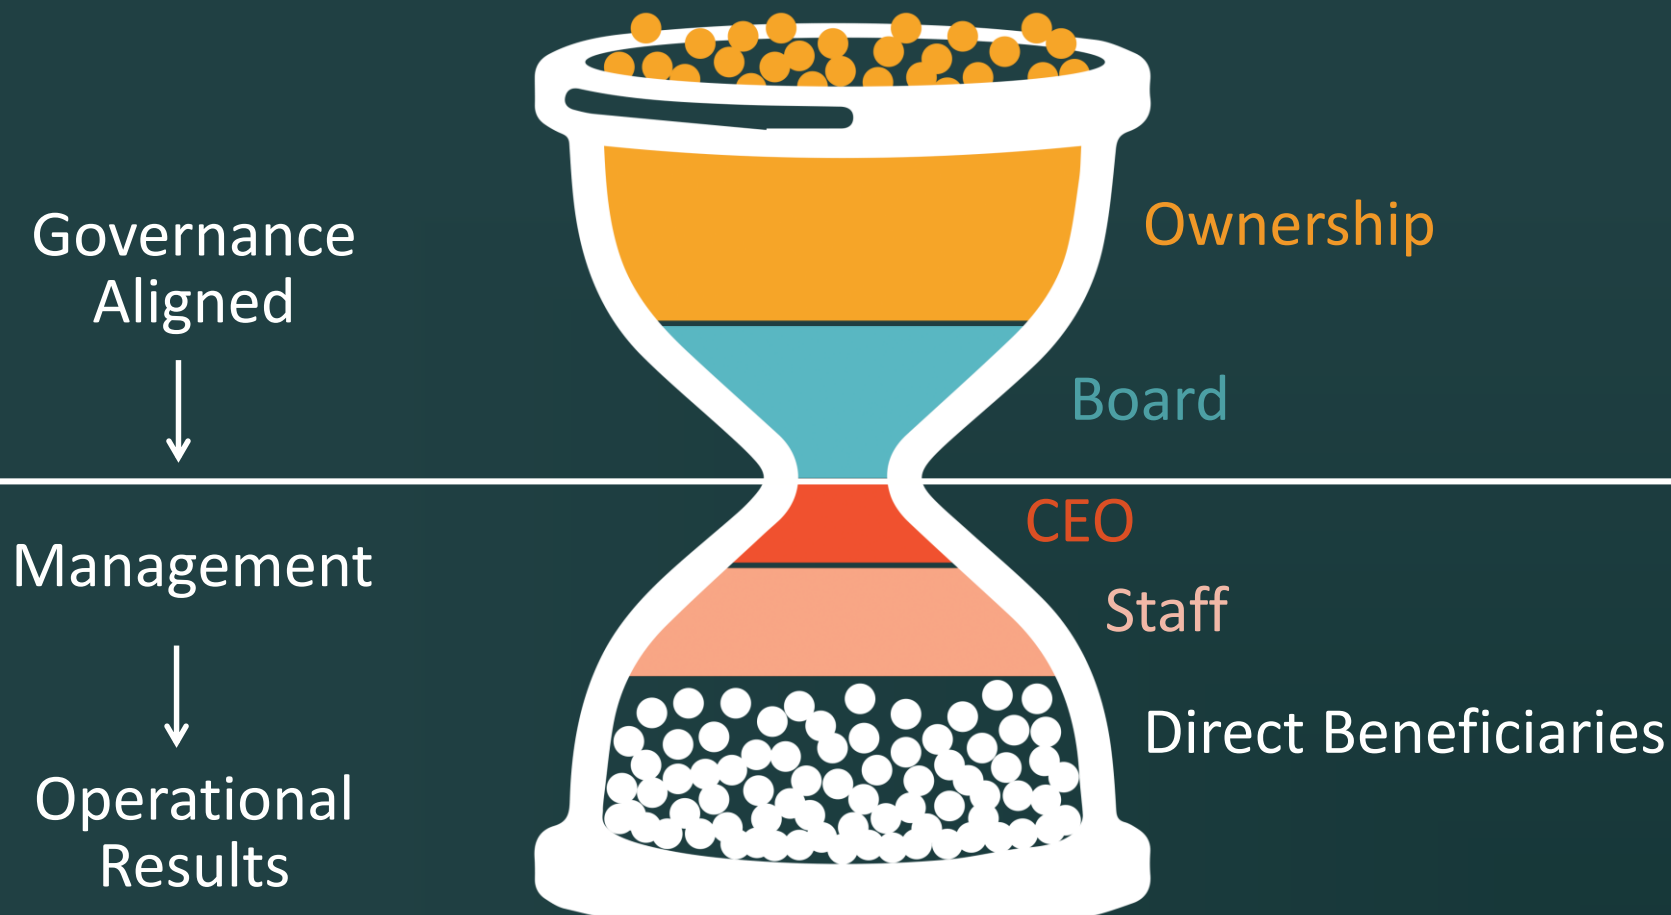 Governance
Aligned
Management
Operational
Results
Ownership
Board
CEO
Staff
Direct Beneficiaries